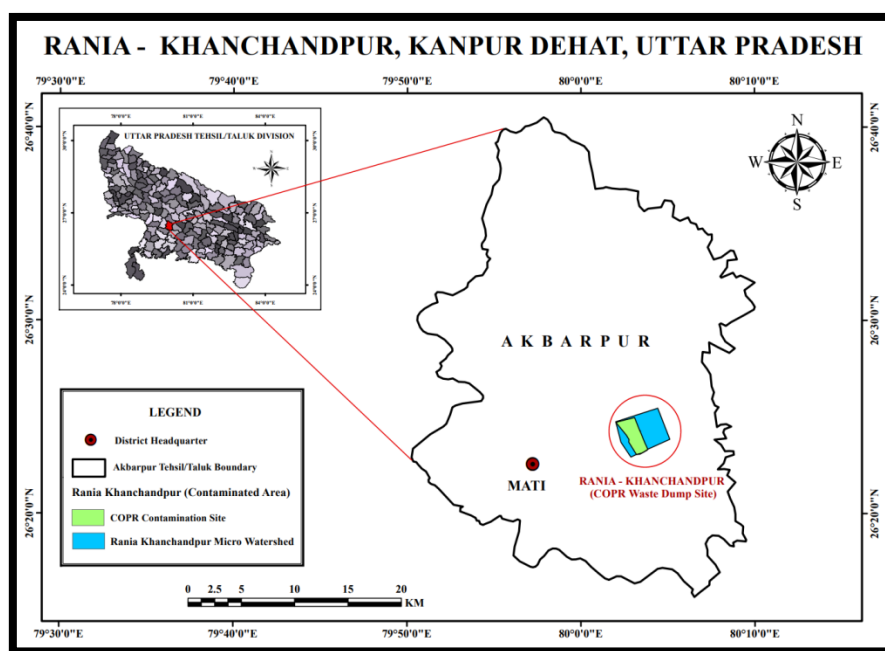 RANIA - KHANCHANDPUR, KANPUR DEHAT, UTTAR PRADESH
79°30'0"E 79°40'0"E 79°50'0"E 80°0'0"E 80°10'0"E
26°40'0"N
26°30'0"N
26°20'0"N
UTTAR PRADESH TEHSIL/TALUK DIVISION
N
W E
S
A K B A R P U R
LEGEND
District Headquarter
Akbarpur Tehsil/Taluk Boundary
Rania Khanchandpur (Contaminated Area)
COPR Contamination Site
Rania Khanchandpur Micro Watershed
MATI
RANIA - KHANCHANDPUR
(COPR Waste Dump Site)
0 2.5 5 10 15 20
KM
26°40'0"N
26°30'0"N
26°20'0"N
79°30'0"E 79°40'0"E 79°50'0"E 80°0'0"E 80°10'0"E